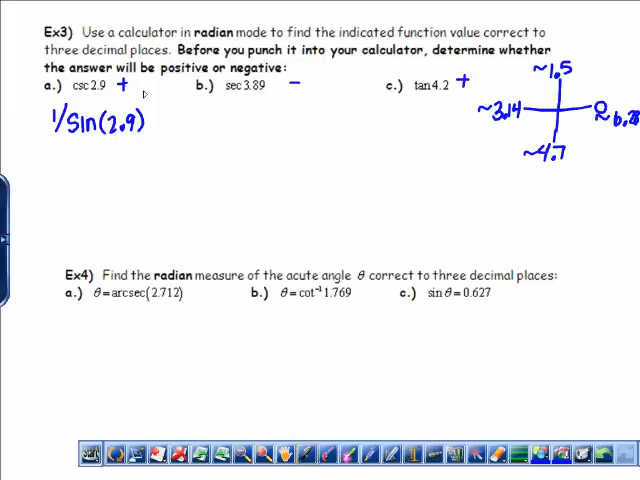 Ex3) Use a calculator in radian mode to find the indicated function value correct to
three decimal places. Before you punch it into your calculator, determine whether
the answer will be positive or negative:
a.) csc 2.9 + b.) sec 3.89 − c.) tan 4.2 +
~1.5
1/sin(2.9)
~3.14
0
~6.28
~4.7
Ex4) Find the radian measure of the acute angle θ correct to three decimal places:
a.) θ = arcsec(2.712) b.) θ = cot⁻¹ 1.769 c.) sin θ = 0.627
Start